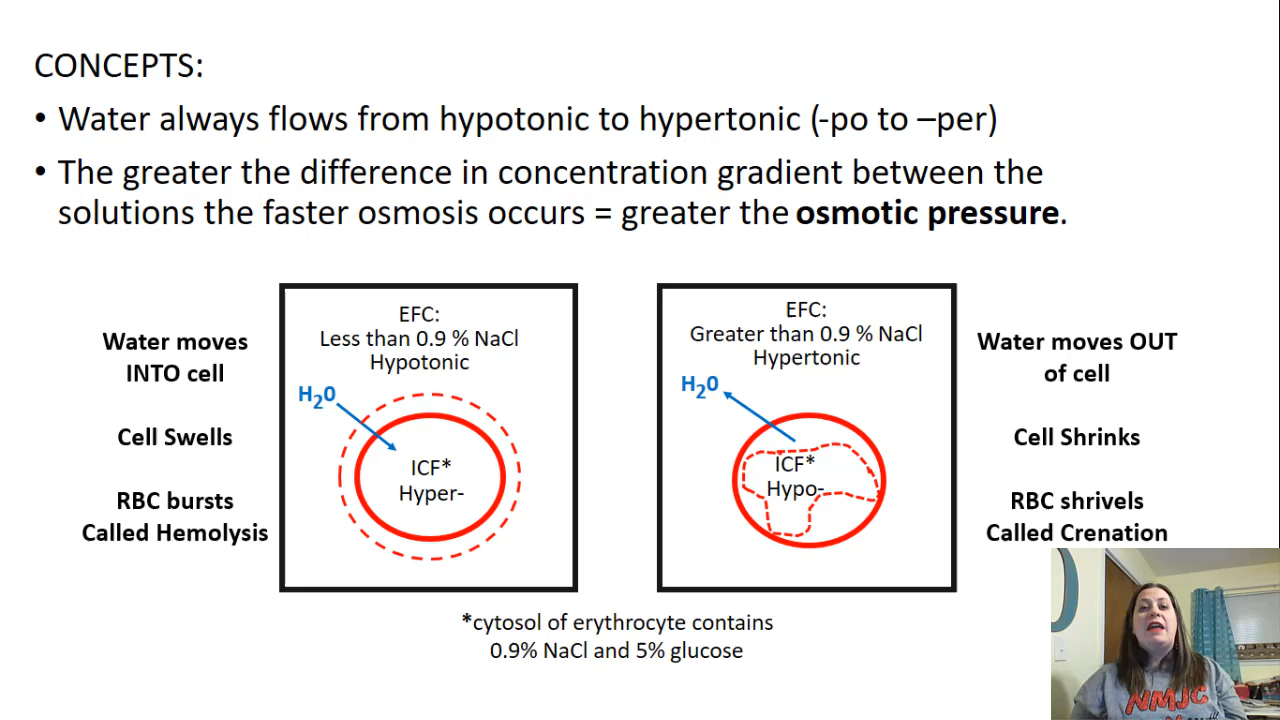 CONCEPTS:
• Water always flows from hypotonic to hypertonic (-po to –per)
• The greater the difference in concentration gradient between the
solutions the faster osmosis occurs = greater the osmotic pressure.
Water moves
INTO cell
Cell Swells
RBC bursts
Called Hemolysis
EFC:
Less than 0.9 % NaCl
Hypotonic
H₂0
ICF*
Hyper-
EFC:
Greater than 0.9 % NaCl
Hypertonic
H₂0
ICF*
Hypo-
Water moves OUT
of cell
Cell Shrinks
RBC shrivels
Called Crenation
*cytosol of erythrocyte contains
0.9% NaCl and 5% glucose
NMJC